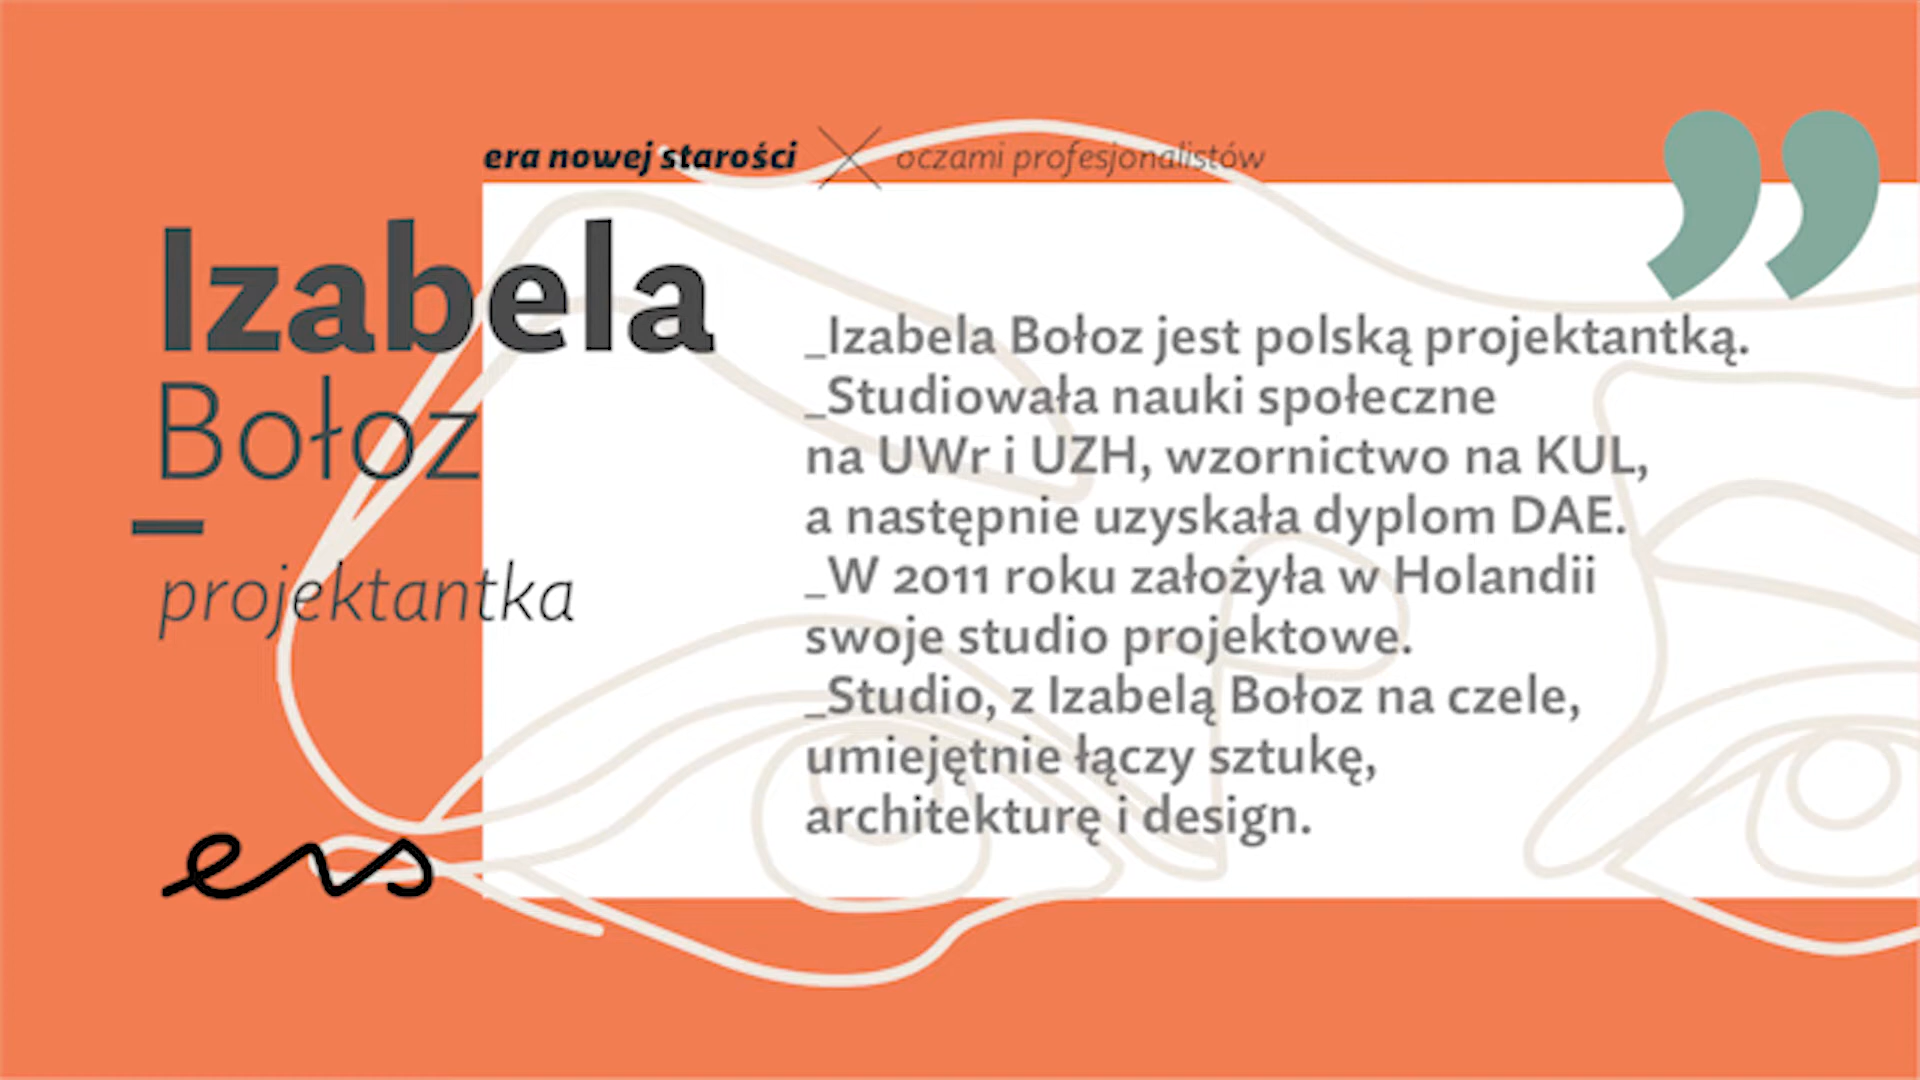 era nowej starości
oczami profesjonalistów
Izabela
Bołoz
projektantka
_Izabela Bołoz jest polską projektantką.
_Studiowała nauki społeczne
na UWr i UZH, wzornictwo na KUL,
a następnie uzyskała dyplom DAE.
_W 2011 roku założyła w Holandii
swoje studio projektowe.
_Studio, z Izabelą Bołoz na czele,
umiejętnie łączy sztukę,
architekturę i design.
ens